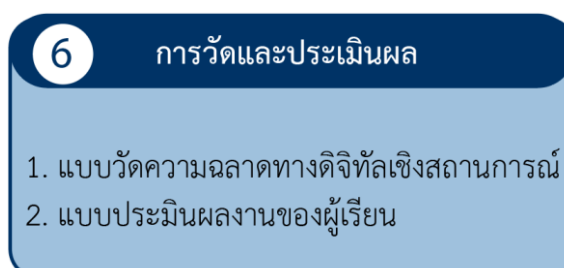 6 การวัดและประเมินผล
1. แบบวัดความฉลาดทางดิจิทัลเชิงสถานการณ์
2. แบบประมินผลงานของผู้เรียน